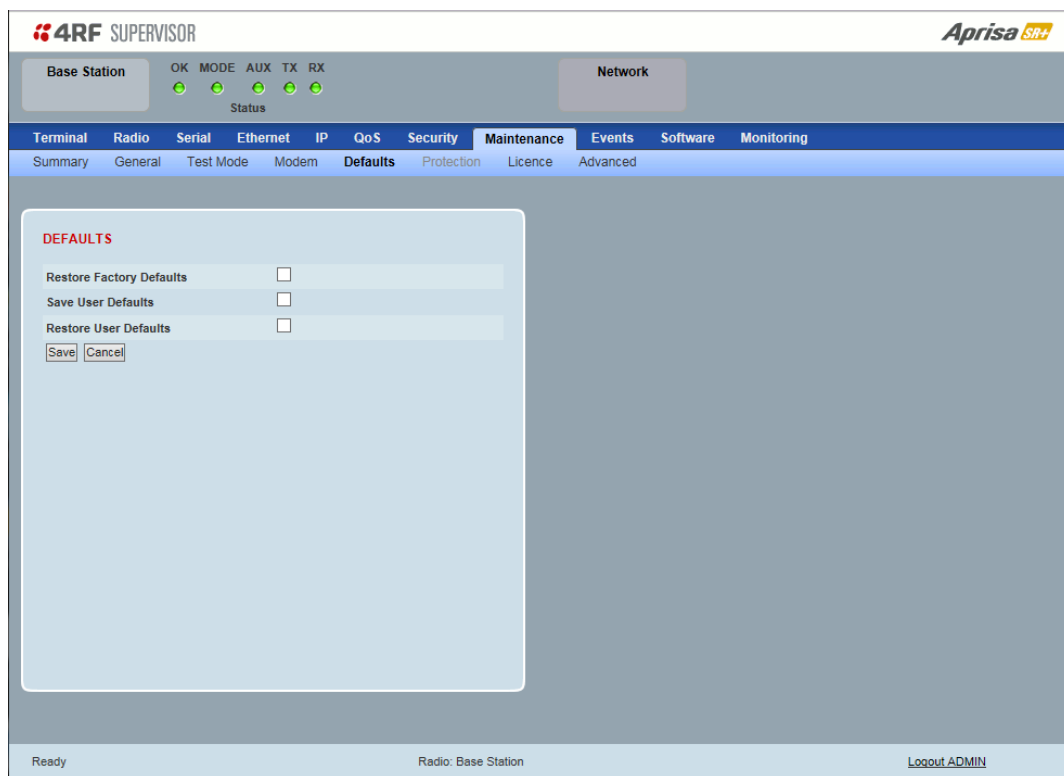 4RF SUPERVISOR
Aprisa SR+
Base Station
OK MODE AUX TX RX
Status
Network
Terminal Radio Serial Ethernet IP QoS Security Maintenance Events Software Monitoring
Summary General Test Mode Modem Defaults Protection Licence Advanced
DEFAULTS
Restore Factory Defaults
Save User Defaults
Restore User Defaults
Save Cancel
Ready Radio: Base Station Logout ADMIN